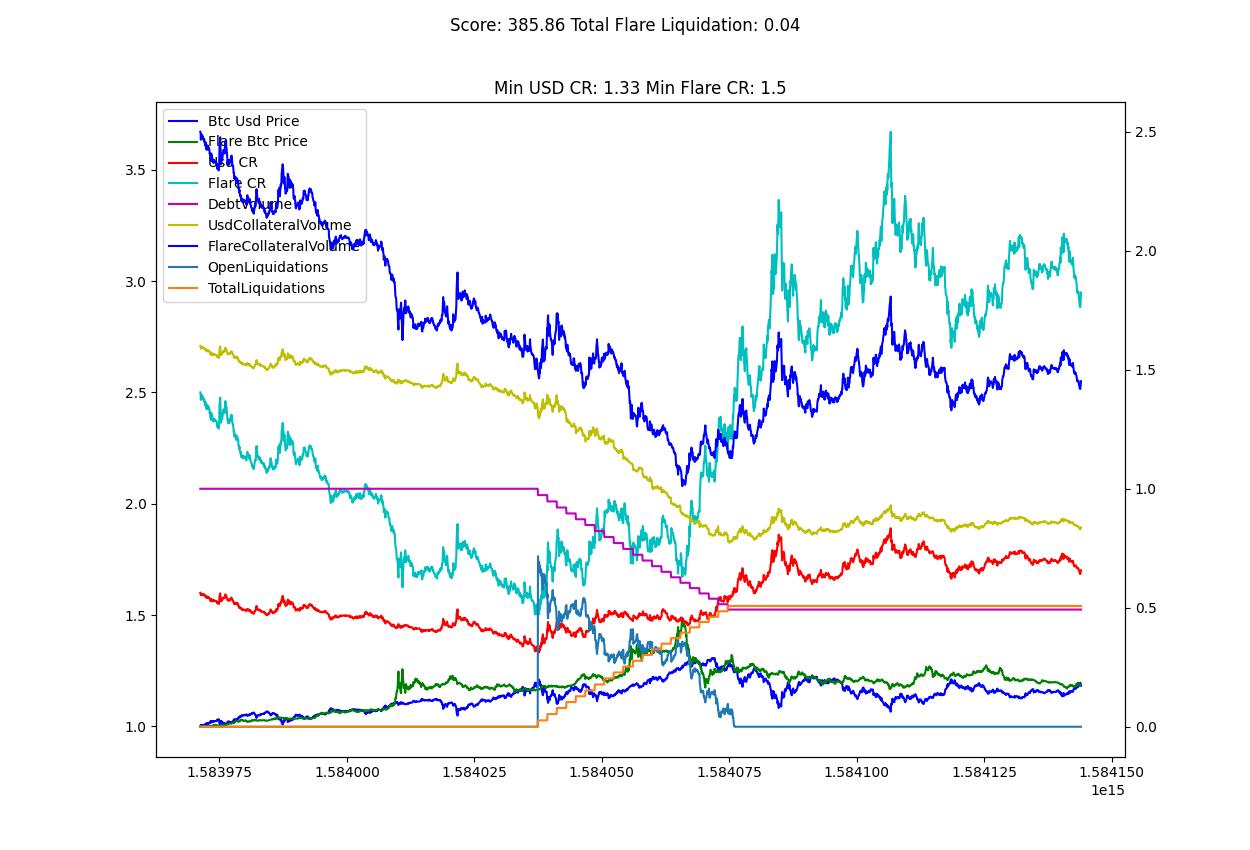 Score: 385.86 Total Flare Liquidation: 0.04
Min USD CR: 1.33 Min Flare CR: 1.5
Btc Usd Price
Flare Btc Price
Usd CR
Flare CR
DebtVolume
UsdCollateralVolume
FlareCollateralVolume
OpenLiquidations
TotalLiquidations
3.5
3.0
2.5
2.0
1.5
1.0
2.5
2.0
1.5
1.0
0.5
0.0
1.583975 1.584000 1.584025 1.584050 1.584075 1.584100 1.584125 1.584150
1e15